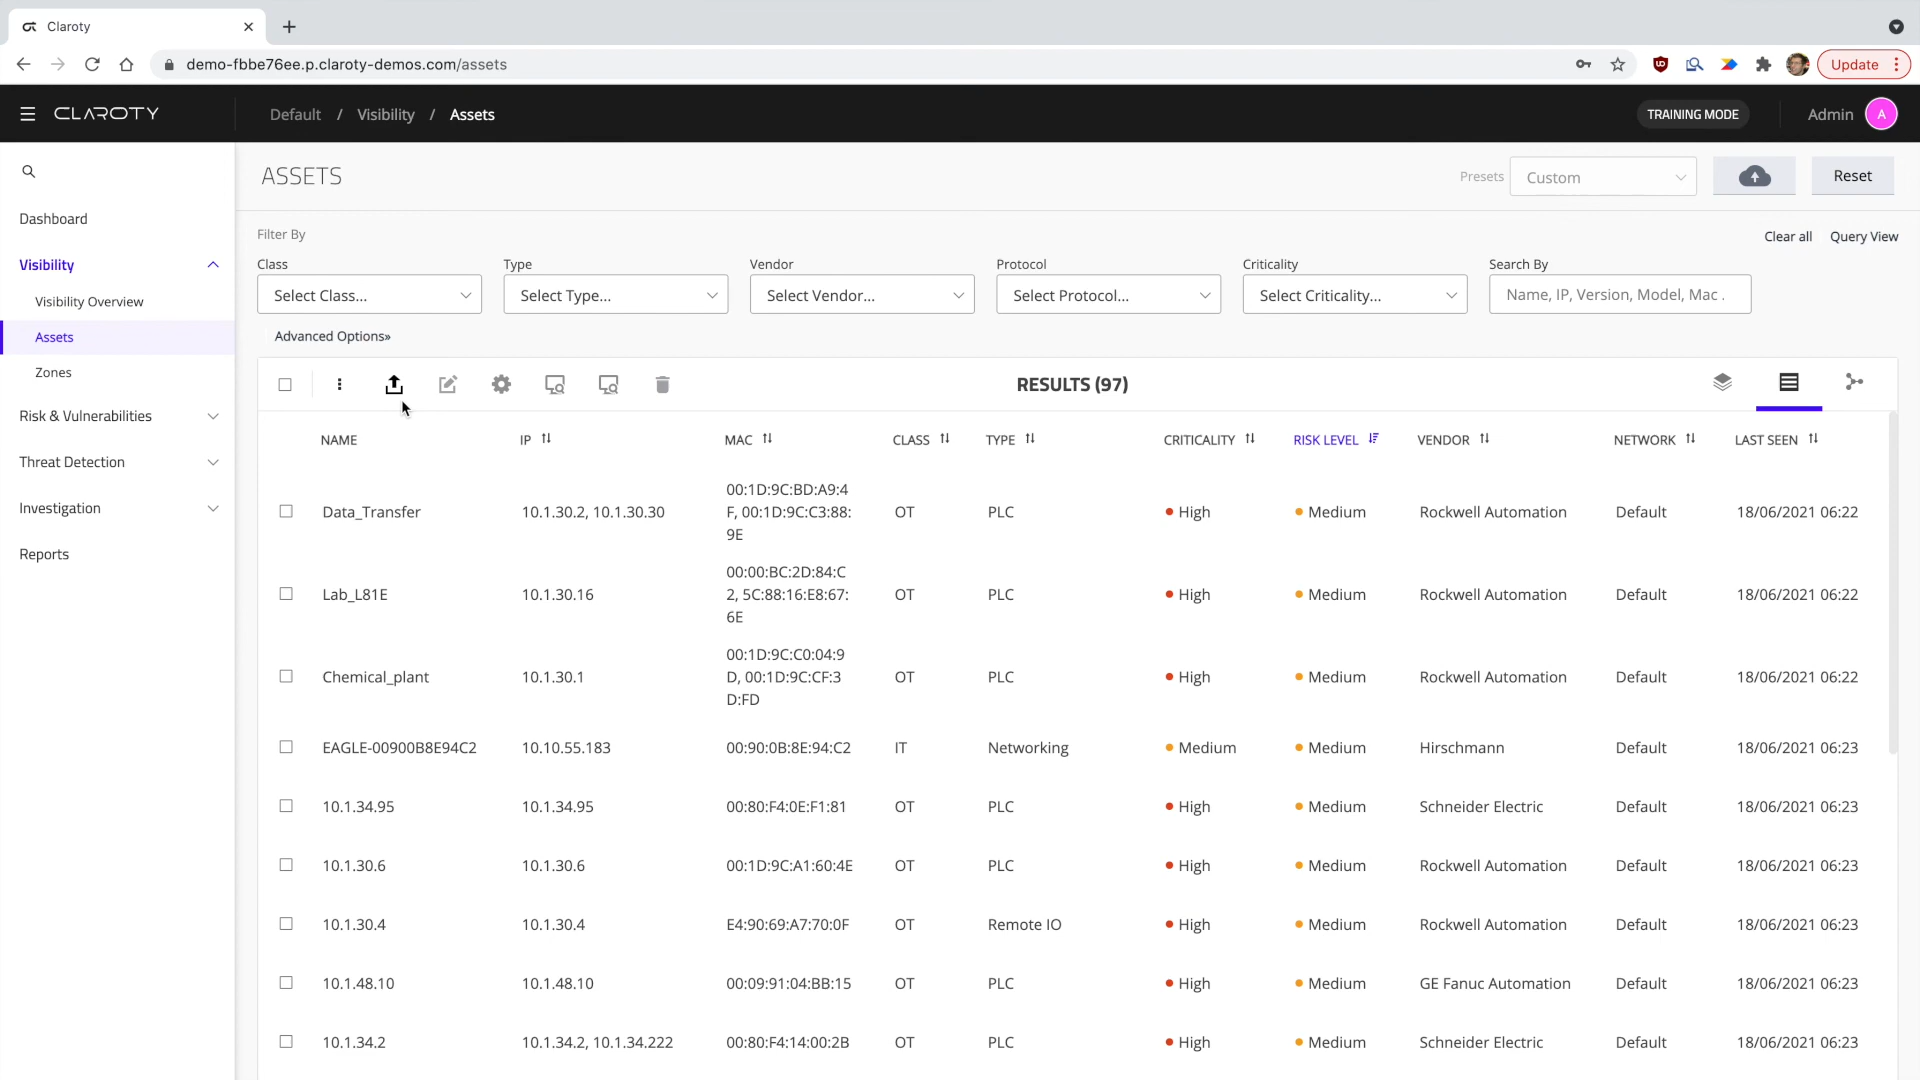 Claroty
demo-fbbe76ee.p.claroty-demos.com/assets
Update
CLAROTY
Default / Visibility / Assets
TRAINING MODE
Admin
A
Dashboard
Visibility
Visibility Overview
Assets
Zones
Risk & Vulnerabilities
Threat Detection
Investigation
Reports
ASSETS
Presets
Custom
Reset
Filter By
Clear all
Query View
Class
Type
Vendor
Protocol
Criticality
Search By
Select Class...
Select Type...
Select Vendor...
Select Protocol...
Select Criticality...
Name, IP, Version, Model, Mac .
Advanced Options»
RESULTS (97)
NAME IP MAC CLASS TYPE CRITICALITY RISK LEVEL VENDOR NETWORK LAST SEEN
Data_Transfer 10.1.30.2, 10.1.30.30 00:1D:9C:BD:A9:4
F, 00:1D:9C:C3:88:
9E OT PLC High Medium Rockwell Automation Default 18/06/2021 06:22
Lab_L81E 10.1.30.16 00:00:BC:2D:84:C
2, 5C:88:16:E8:67:
6E OT PLC High Medium Rockwell Automation Default 18/06/2021 06:22
Chemical_plant 10.1.30.1 00:1D:9C:C0:04:9
D, 00:1D:9C:CF:3
D:FD OT PLC High Medium Rockwell Automation Default 18/06/2021 06:22
EAGLE-00900B8E94C2 10.10.55.183 00:90:0B:8E:94:C2 IT Networking Medium Medium Hirschmann Default 18/06/2021 06:23
10.1.34.95 10.1.34.95 00:80:F4:0E:F1:81 OT PLC High Medium Schneider Electric Default 18/06/2021 06:23
10.1.30.6 10.1.30.6 00:1D:9C:A1:60:4E OT PLC High Medium Rockwell Automation Default 18/06/2021 06:23
10.1.30.4 10.1.30.4 E4:90:69:A7:70:0F OT Remote IO High Medium Rockwell Automation Default 18/06/2021 06:23
10.1.48.10 10.1.48.10 00:09:91:04:BB:15 OT PLC High Medium GE Fanuc Automation Default 18/06/2021 06:23
10.1.34.2 10.1.34.2, 10.1.34.222 00:80:F4:14:00:2B OT PLC High Medium Schneider Electric Default 18/06/2021 06:23